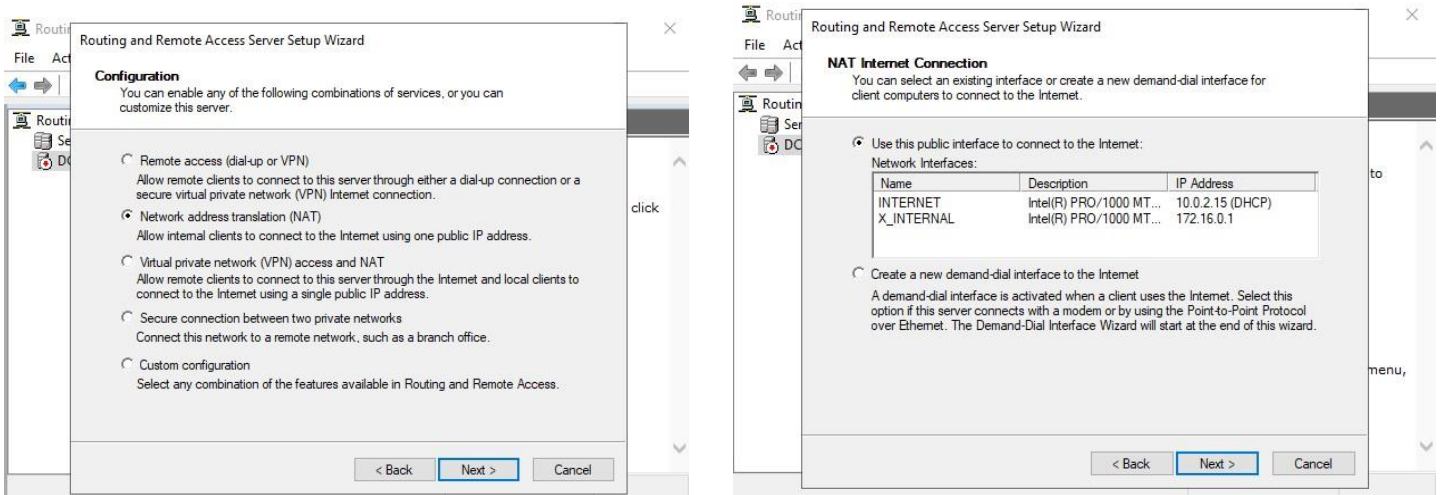 Routi
Routing and Remote Access Server Setup Wizard
File Act
Configuration
You can enable any of the following combinations of services, or you can
customize this server.
Routi
Se
DC
Remote access (dial-up or VPN)
Allow remote clients to connect to this server through either a dial-up connection or a
secure virtual private network (VPN) Internet connection.
click
Network address translation (NAT)
Allow internal clients to connect to the Internet using one public IP address.
Virtual private network (VPN) access and NAT
Allow remote clients to connect to this server through the Internet and local clients to
connect to the Internet using a single public IP address.
Secure connection between two private networks
Connect this network to a remote network, such as a branch office.
Custom configuration
Select any combination of the features available in Routing and Remote Access.
< Back Next > Cancel
Routi
Routing and Remote Access Server Setup Wizard
File Act
NAT Internet Connection
You can select an existing interface or create a new demand-dial interface for
client computers to connect to the Internet.
Routin
Ser
DC
Use this public interface to connect to the Internet:
Network Interfaces:
to
Name Description IP Address
INTERNET Intel(R) PRO/1000 MT... 10.0.2.15 (DHCP)
X_INTERNAL Intel(R) PRO/1000 MT... 172.16.0.1
Create a new demand-dial interface to the Internet
A demand-dial interface is activated when a client uses the Internet. Select this
option if this server connects with a modem or by using the Point-to-Point Protocol
over Ethernet. The Demand-Dial Interface Wizard will start at the end of this wizard.
menu,
< Back Next > Cancel